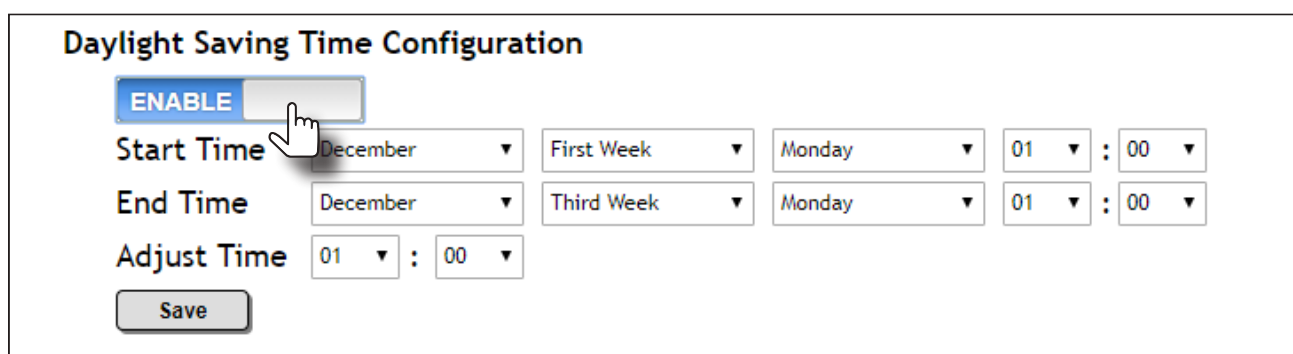 Daylight Saving Time Configuration
ENABLE
Start Time December First Week Monday 01 : 00
End Time December Third Week Monday 01 : 00
Adjust Time 01 : 00
Save